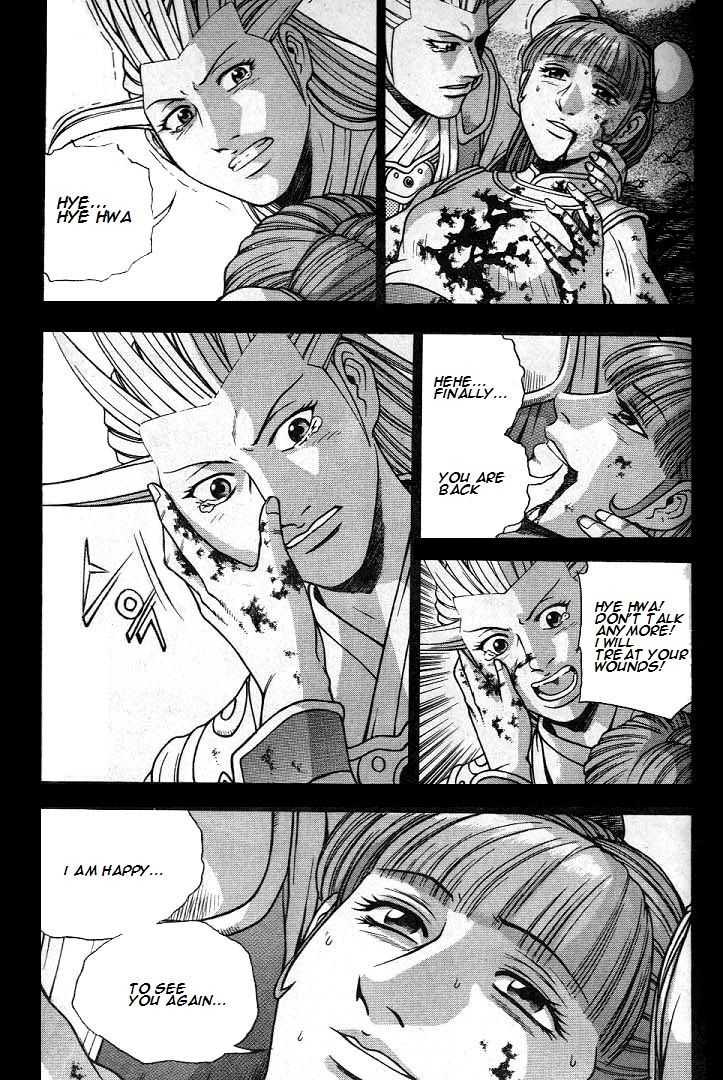 HYE...
HYE HWA
HEHE...
FINALLY...
YOU ARE
BACK
HYE HWA!
DON'T TALK
ANYMORE!
I WILL
TREAT YOUR
WOUNDS!
I AM HAPPY...
TO SEE
YOU AGAIN...